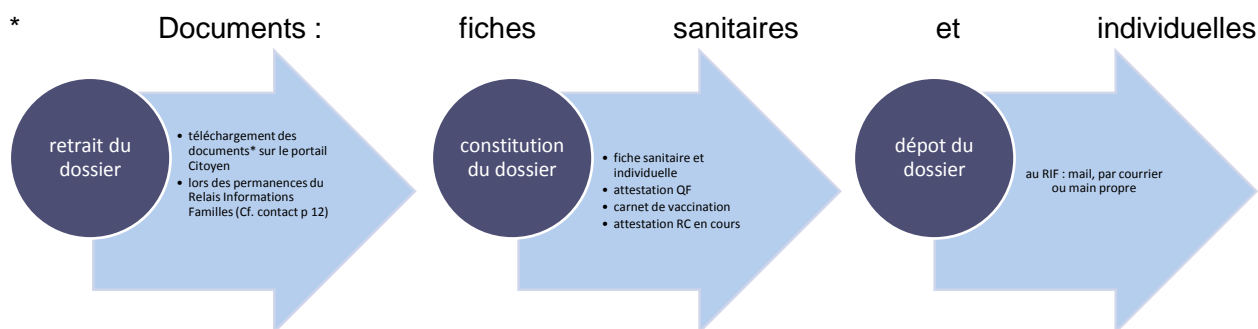 * Documents : fiches sanitaires et individuelles
retrait du
dossier
• téléchargement des
documents* sur le portail
Citoyen
• lors des permanences du
Relais Informations
Familles (Cf. contact p 12)
constitution
du dossier
• fiche sanitaire et
individuelle
• attestation QF
• carnet de vaccination
• attestation RC en cours
dépot du
dossier
au RIF : mail, par courrier
ou main propre